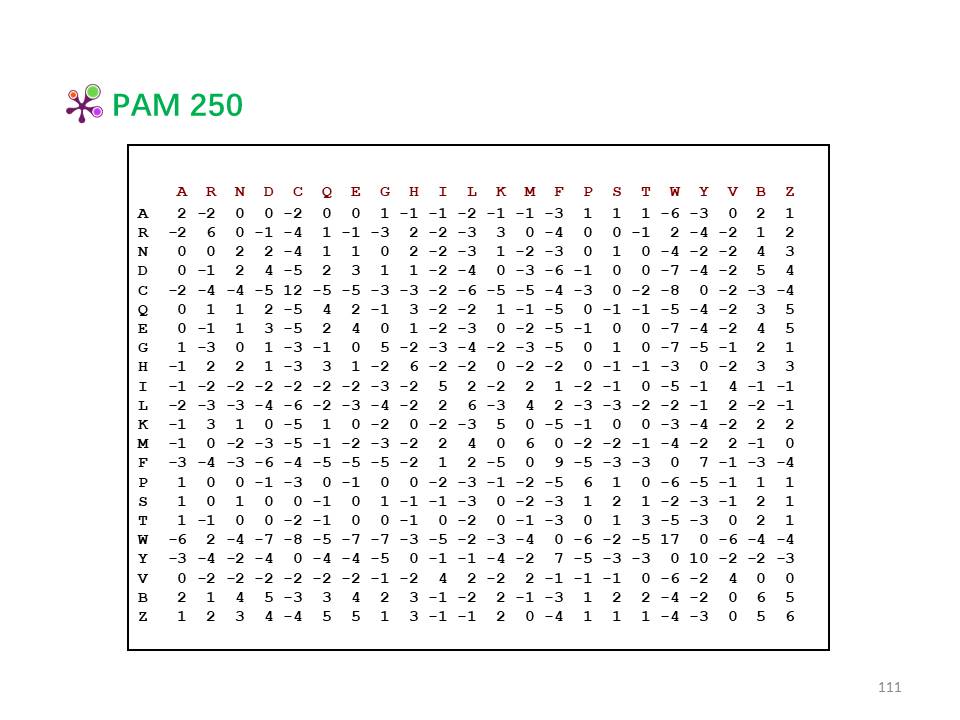 PAM 250
A R N D C Q E G H I L K M F P S T W Y V B Z
A 2 -2 0 0 -2 0 0 1 -1 -1 -2 -1 -1 -3 1 1 1 -6 -3 0 2 1
R -2 6 0 -1 -4 1 -1 -3 2 -2 -3 3 0 -4 0 0 -1 2 -4 -2 1 2
N 0 0 2 2 -4 1 1 0 2 -2 -3 1 -2 -3 0 1 0 -4 -2 -2 4 3
D 0 -1 2 4 -5 2 3 1 1 -2 -4 0 -3 -6 -1 0 0 -7 -4 -2 5 4
C -2 -4 -4 -5 12 -5 -5 -3 -3 -2 -6 -5 -5 -4 -3 0 -2 -8 0 -2 -3 -4
Q 0 1 1 2 -5 4 2 -1 3 -2 -2 1 -1 -5 0 -1 -1 -5 -4 -2 3 5
E 0 -1 1 3 -5 2 4 0 1 -2 -3 0 -2 -5 -1 0 0 -7 -4 -2 4 5
G 1 -3 0 1 -3 -1 0 5 -2 -3 -4 -2 -3 -5 0 1 0 -7 -5 -1 2 1
H -1 2 2 1 -3 3 1 -2 6 -2 -2 0 -2 -2 0 -1 -1 -3 0 -2 3 3
I -1 -2 -2 -2 -2 -2 -2 -3 -2 5 2 -2 2 1 -2 -1 0 -5 -1 4 -1 -1
L -2 -3 -3 -4 -6 -2 -3 -4 -2 2 6 -3 4 2 -3 -3 -2 -2 -1 2 -2 -1
K -1 3 1 0 -5 1 0 -2 0 -2 -3 5 0 -5 -1 0 0 -3 -4 -2 2 2
M -1 0 -2 -3 -5 -1 -2 -3 -2 2 4 0 6 0 -2 -2 -1 -4 -2 2 -1 0
F -3 -4 -3 -6 -4 -5 -5 -5 -2 1 2 -5 0 9 -5 -3 -3 0 7 -1 -3 -4
P 1 0 0 -1 -3 0 -1 0 0 -2 -3 -1 -2 -5 6 1 0 -6 -5 -1 1 1
S 1 0 1 0 0 -1 0 1 -1 -1 -3 0 -2 -3 1 2 1 -2 -3 -1 2 1
T 1 -1 0 0 -2 -1 0 0 -1 0 -2 0 -1 -3 0 1 3 -5 -3 0 2 1
W -6 2 -4 -7 -8 -5 -7 -7 -3 -5 -2 -3 -4 0 -6 -2 -5 17 0 -6 -4 -4
Y -3 -4 -2 -4 0 -4 -4 -5 0 -1 -1 -4 -2 7 -5 -3 -3 0 10 -2 -2 -3
V 0 -2 -2 -2 -2 -2 -2 -1 -2 4 2 -2 2 -1 -1 -1 0 -6 -2 4 0 0
B 2 1 4 5 -3 3 4 2 3 -1 -2 2 -1 -3 1 2 2 -4 -2 0 6 5
Z 1 2 3 4 -4 5 5 1 3 -1 -1 2 0 -4 1 1 1 -4 -3 0 5 6
111